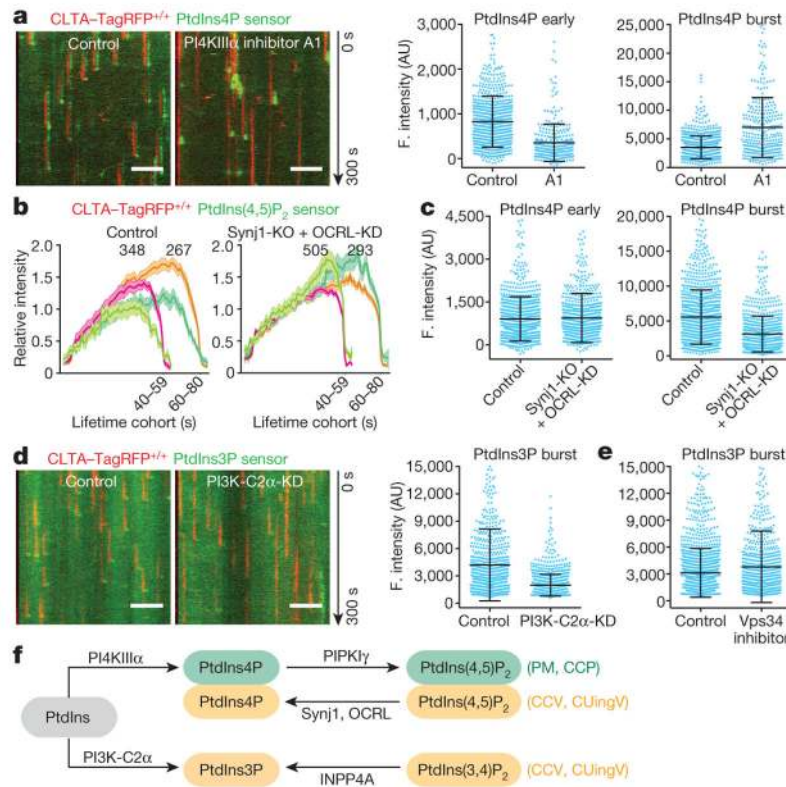 a
CLTA–TagRFP+/+ PtdIns4P sensor
Control
PI4KIIIα inhibitor A1
0 s
300 s
PtdIns4P early
F. intensity (AU)
3,000
2,000
1,000
0
Control
A1
PtdIns4P burst
25,000
20,000
15,000
10,000
5,000
0
Control
A1
b
CLTA–TagRFP+/+ PtdIns(4,5)P2 sensor
Control
348
267
Synj1-KO + OCRL-KD
505
293
Relative intensity
2.0
1.5
1.0
0.5
0
40–59
60–80
Lifetime cohort (s)
2.0
1.5
1.0
0.5
0
40–59
60–80
Lifetime cohort (s)
c
PtdIns4P early
F. intensity (AU)
4,500
3,000
1,500
0
Control
Synj1-KO
+ OCRL-KD
PtdIns4P burst
20,000
15,000
10,000
5,000
0
Control
Synj1-KO
+ OCRL-KD
d
CLTA–TagRFP+/+ PtdIns3P sensor
Control
PI3K-C2α-KD
0 s
300 s
PtdIns3P burst
F. intensity (AU)
15,000
12,000
9,000
6,000
3,000
0
Control
PI3K-C2α-KD
e
PtdIns3P burst
15,000
12,000
9,000
6,000
3,000
0
Control
Vps34
inhibitor
f
PtdIns
PI4KIIIα
PtdIns4P
PIPKIγ
PtdIns(4,5)P2
(PM, CCP)
PtdIns4P
Synj1, OCRL
PtdIns(4,5)P2
(CCV, CUingV)
PI3K-C2α
PtdIns3P
INPP4A
PtdIns(3,4)P2
(CCV, CUingV)